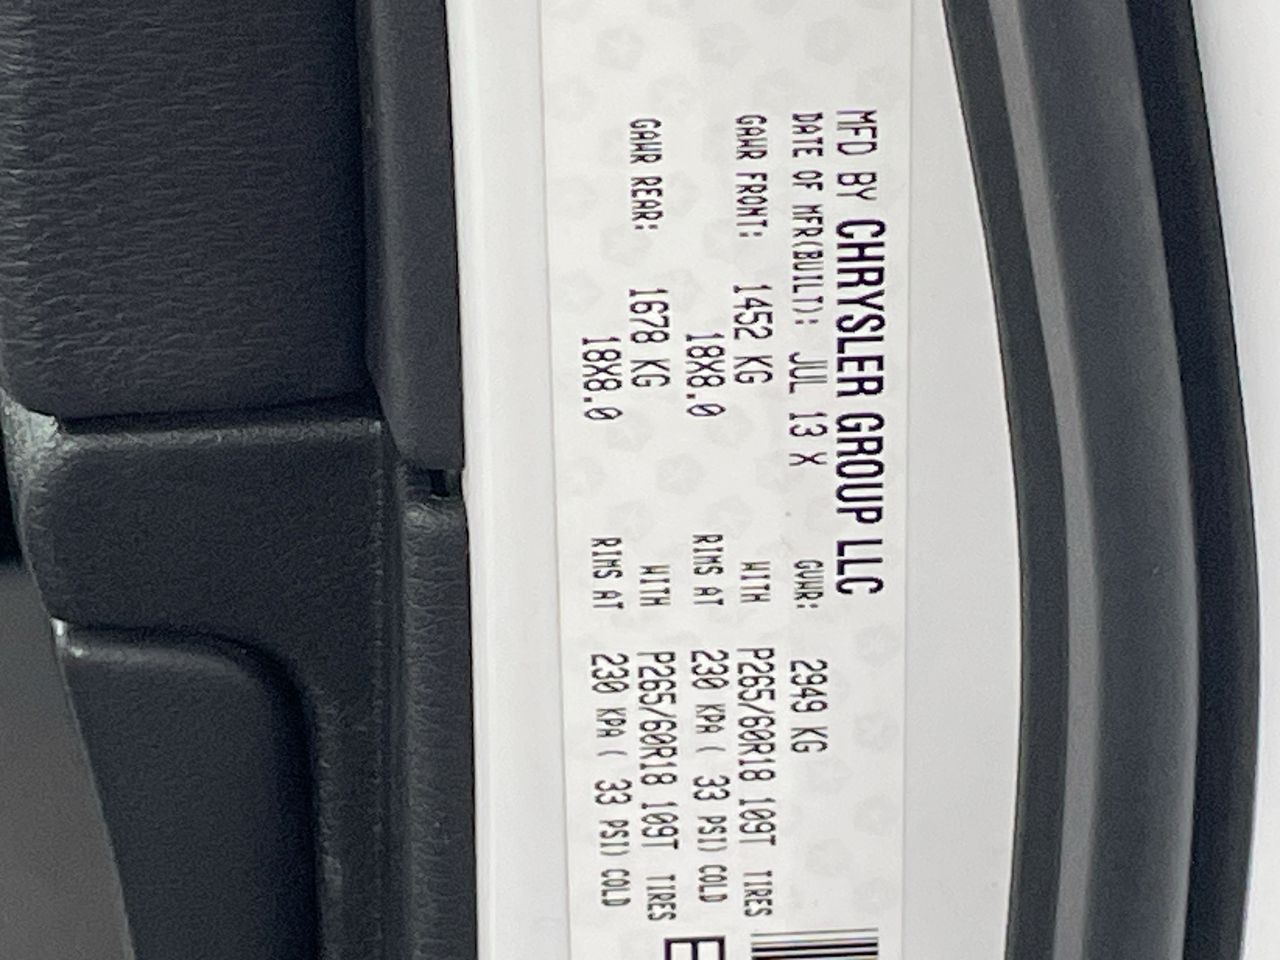 MFD BY CHRYSLER GROUP LLC
DATE OF MFR(BUILT): JUL 13 X GVWR: 2949 KG
GAWR FRONT: 1452 KG WITH P265/60R18 109T TIRES
18X8.0 RIMS AT 230 KPA ( 33 PSI) COLD
GAWR REAR: 1678 KG WITH P265/60R18 109T TIRES
18X8.0 RIMS AT 230 KPA ( 33 PSI) COLD